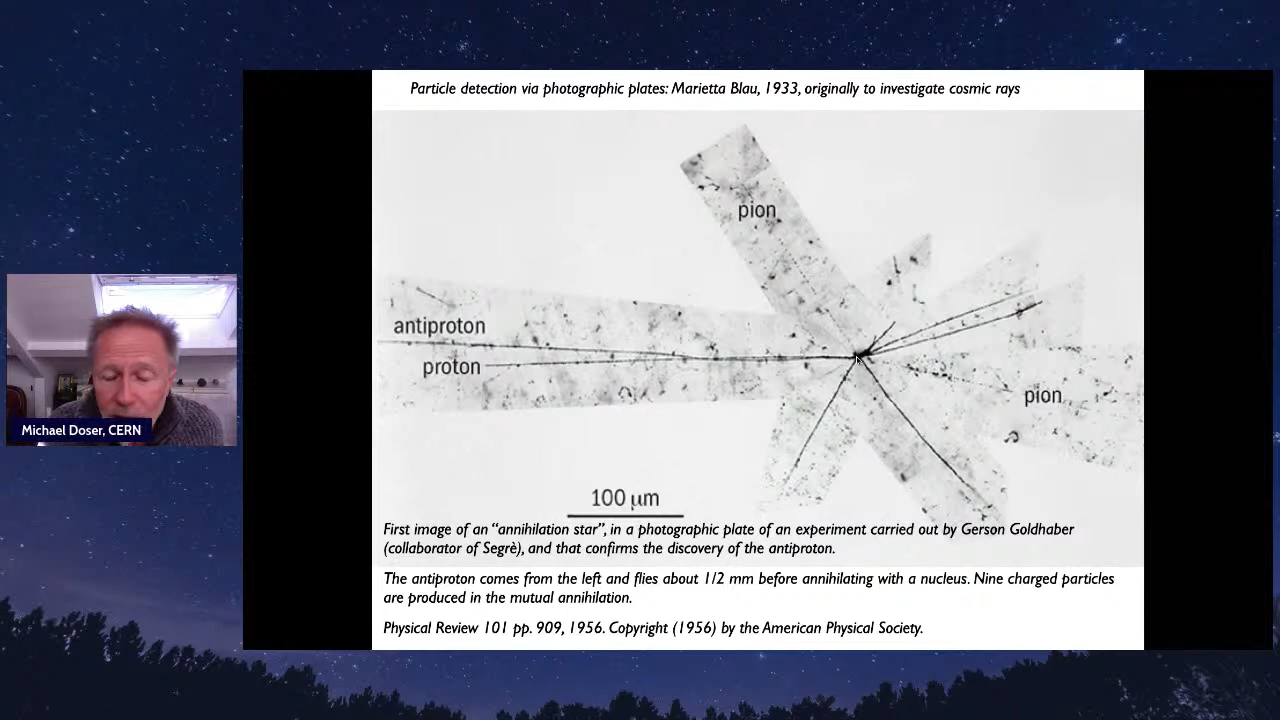 Particle detection via photographic plates: Marietta Blau, 1933, originally to investigate cosmic rays
pion
antiproton
proton
pion
Michael Doser, CERN
100 μm
First image of an “annihilation star”, in a photographic plate of an experiment carried out by Gerson Goldhaber
(collaborator of Segrè), and that confirms the discovery of the antiproton.
The antiproton comes from the left and flies about 1/2 mm before annihilating with a nucleus. Nine charged particles
are produced in the mutual annihilation.
Physical Review 101 pp. 909, 1956. Copyright (1956) by the American Physical Society.